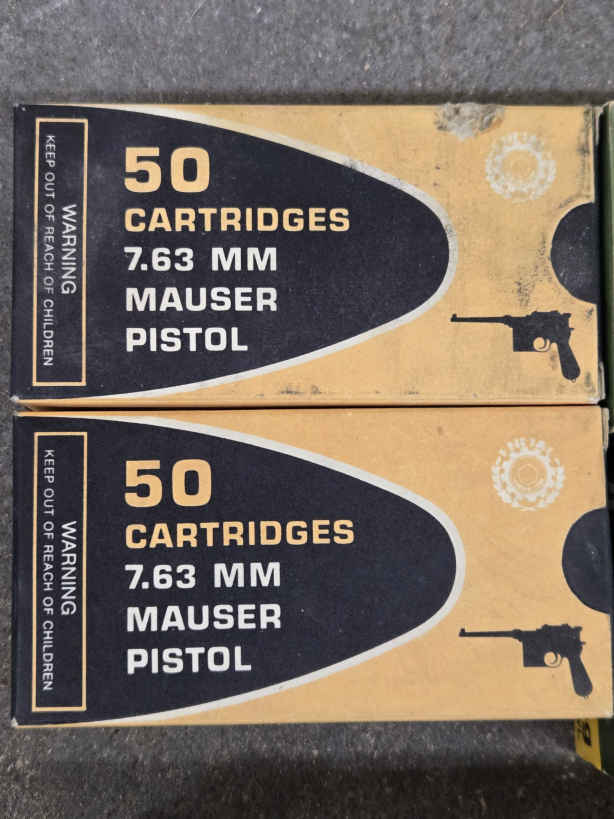 50
CARTRIDGES
7.63 MM
MAUSER
PISTOL
WARNING
KEEP OUT OF REACH OF CHILDREN
50
CARTRIDGES
7.63 MM
MAUSER
PISTOL
WARNING
KEEP OUT OF REACH OF CHILDREN